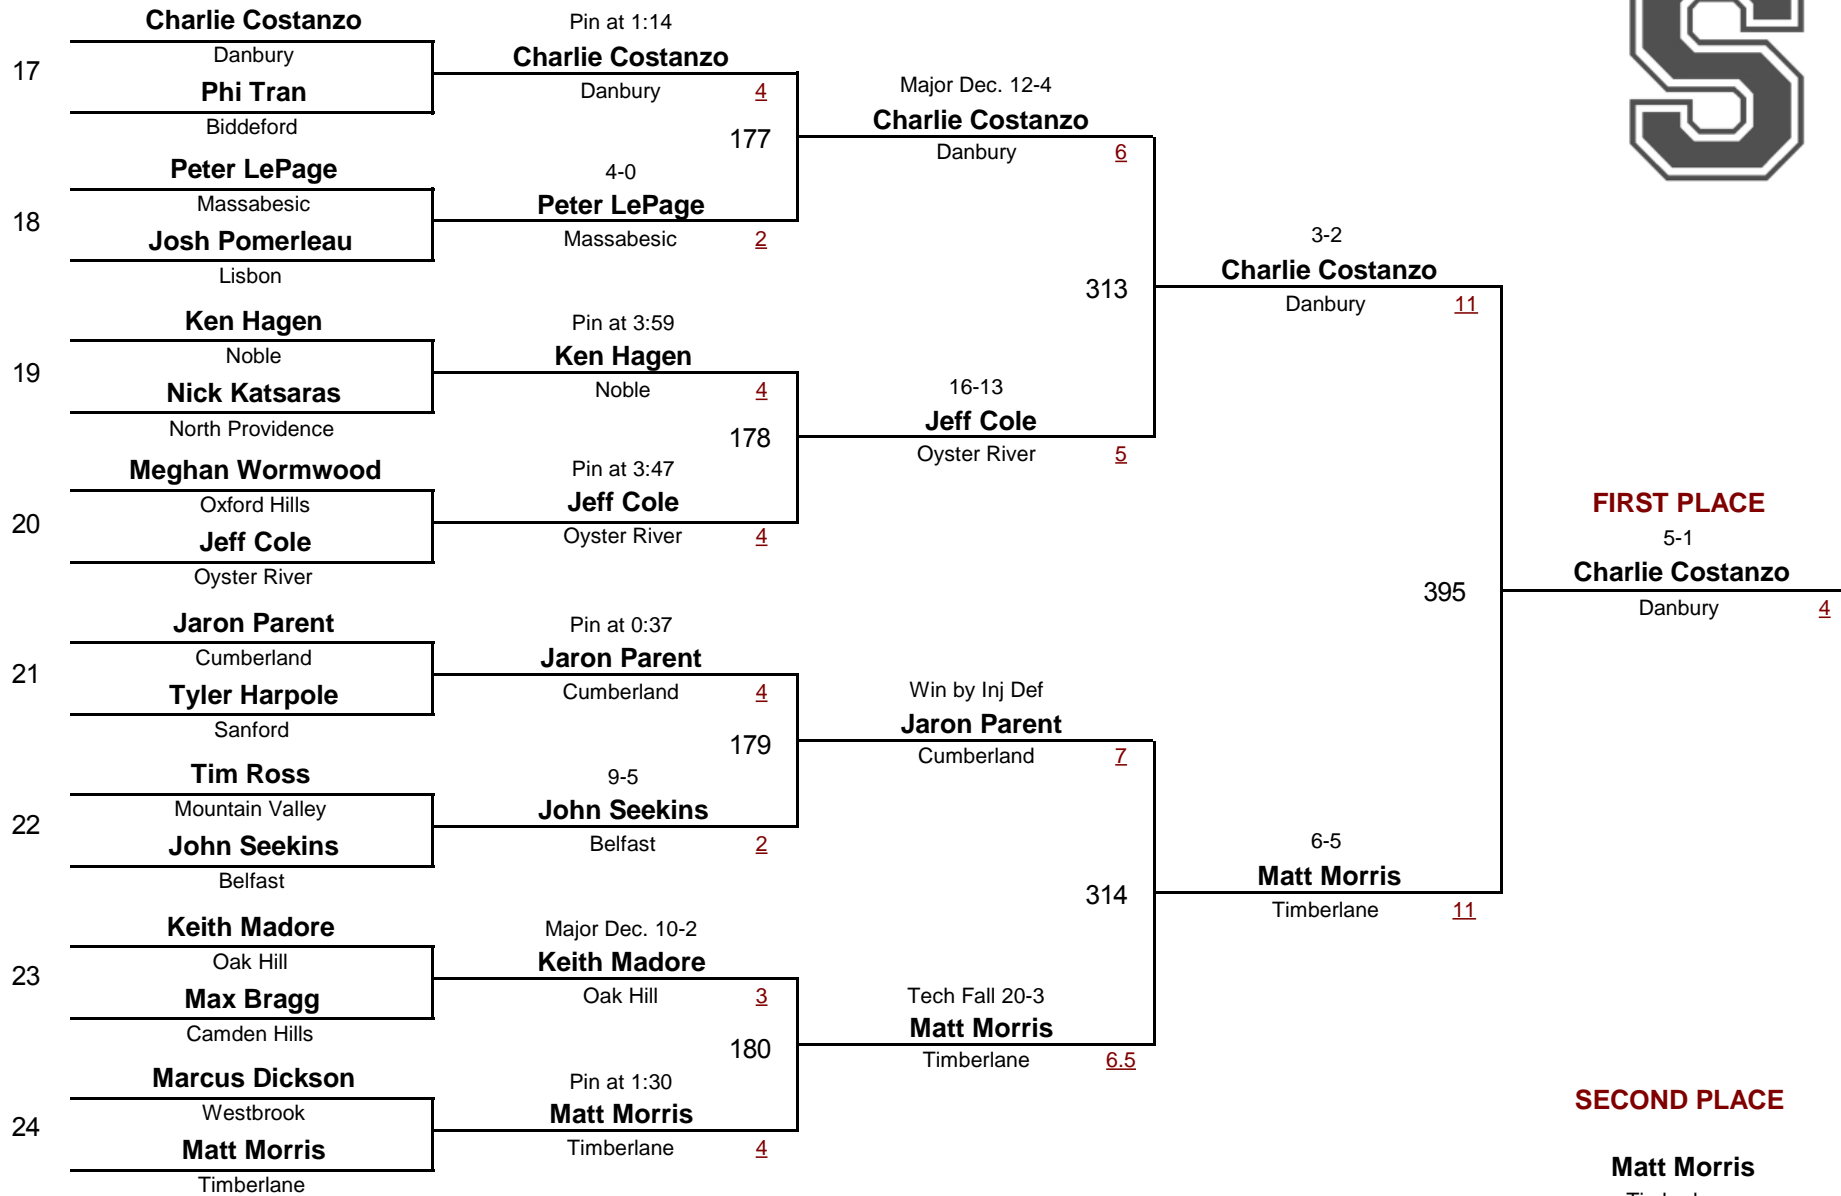 Charlie Costanzo
Danbury
17
Phi Tran
Biddeford
Peter LePage
Massabesic
18
Josh Pomerleau
Lisbon
Ken Hagen
Noble
19
Nick Katsaras
North Providence
Meghan Wormwood
Oxford Hills
20
Jeff Cole
Oyster River
Jaron Parent
Cumberland
21
Tyler Harpole
Sanford
Tim Ross
Mountain Valley
22
John Seekins
Belfast
Keith Madore
Oak Hill
23
Max Bragg
Camden Hills
Marcus Dickson
Westbrook
24
Matt Morris
Timberlane
Pin at 1:14
Charlie Costanzo
Danbury 4
177
4-0
Peter LePage
Massabesic 2
Pin at 3:59
Ken Hagen
Noble 4
178
Pin at 3:47
Jeff Cole
Oyster River 4
Pin at 0:37
Jaron Parent
Cumberland 4
179
9-5
John Seekins
Belfast 2
Major Dec. 10-2
Keith Madore
Oak Hill 3
180
Pin at 1:30
Matt Morris
Timberlane 4
Major Dec. 12-4
Charlie Costanzo
Danbury 6
313
16-13
Jeff Cole
Oyster River 5
Win by Inj Def
Jaron Parent
Cumberland 7
314
Tech Fall 20-3
Matt Morris
Timberlane 6.5
3-2
Charlie Costanzo
Danbury 11
395
6-5
Matt Morris
Timberlane 11
S
FIRST PLACE
5-1
Charlie Costanzo
Danbury 4
SECOND PLACE
Matt Morris